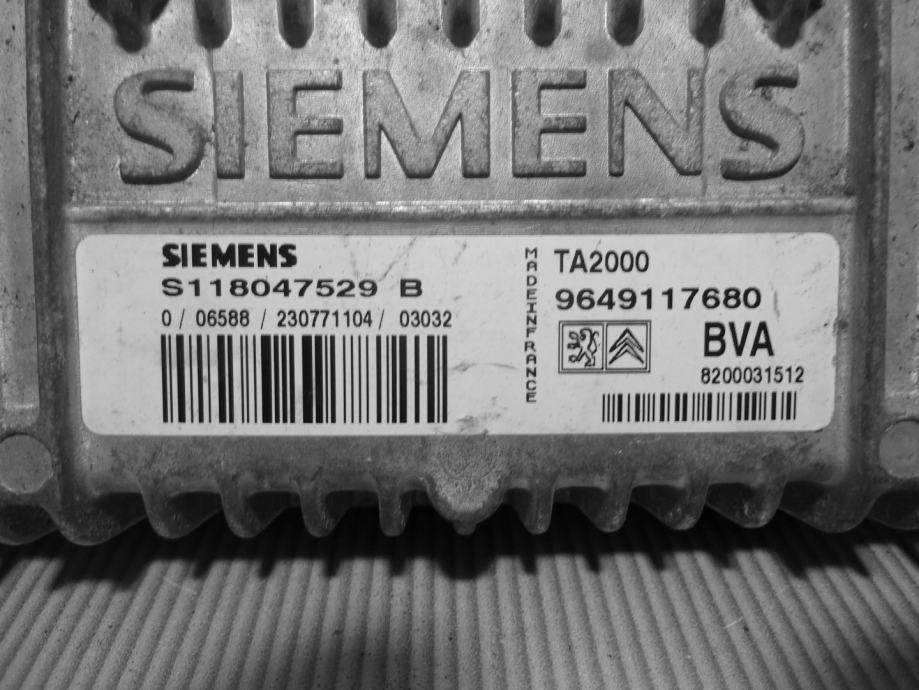 SIEMENS
SIEMENS
S118047529 B
0 / 06588 / 230771104 / 03032
MADE IN FRANCE
TA2000
9649117680
BVA
8200031512